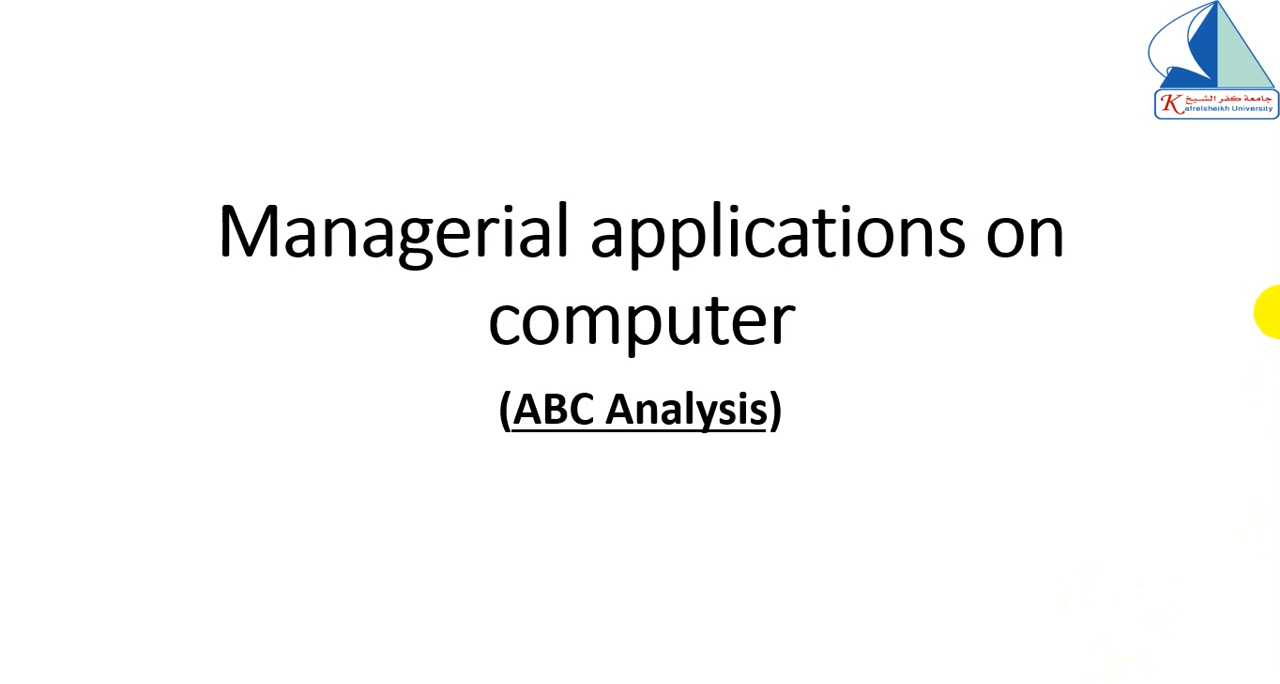 جامعة كفر الشيخ
Kafrelsheikh University
Managerial applications on
computer
(ABC Analysis)